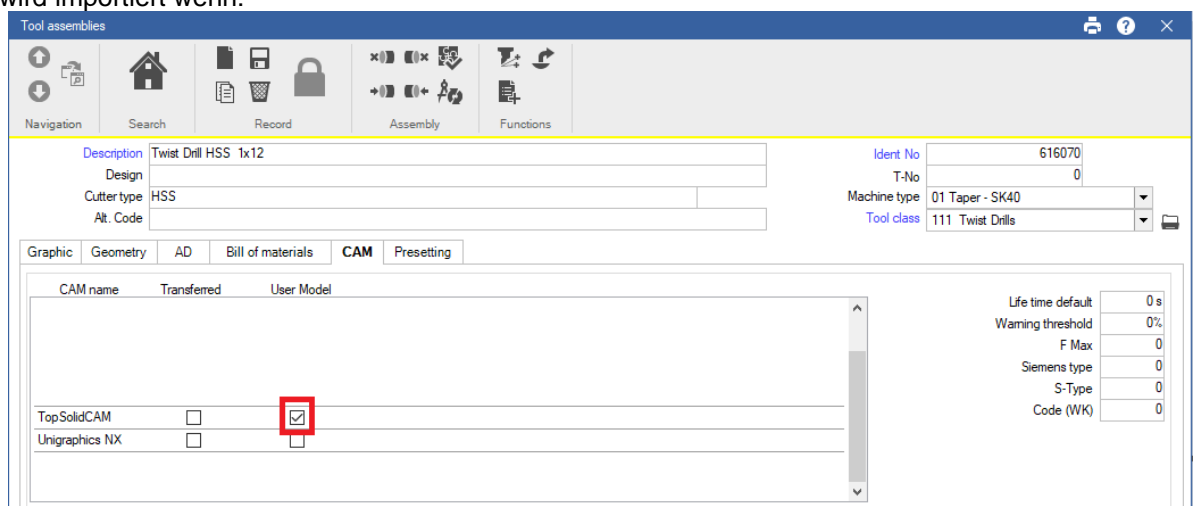 wird importiert wenn:
Tool assemblies
Navigation Search Record Assembly Functions
Description Twist Drill HSS 1x12 Ident No 616070
Design T-No 0
Cutter type HSS Machine type 01 Taper - SK40
Alt. Code Tool class 111 Twist Drills
Graphic Geometry AD Bill of materials CAM Presetting
CAM name Transferred User Model
Life time default 0 s
Warning threshold 0%
F Max 0
Siemens type 0
S-Type 0
TopSolidCAM Code (WK) 0
Unigraphics NX